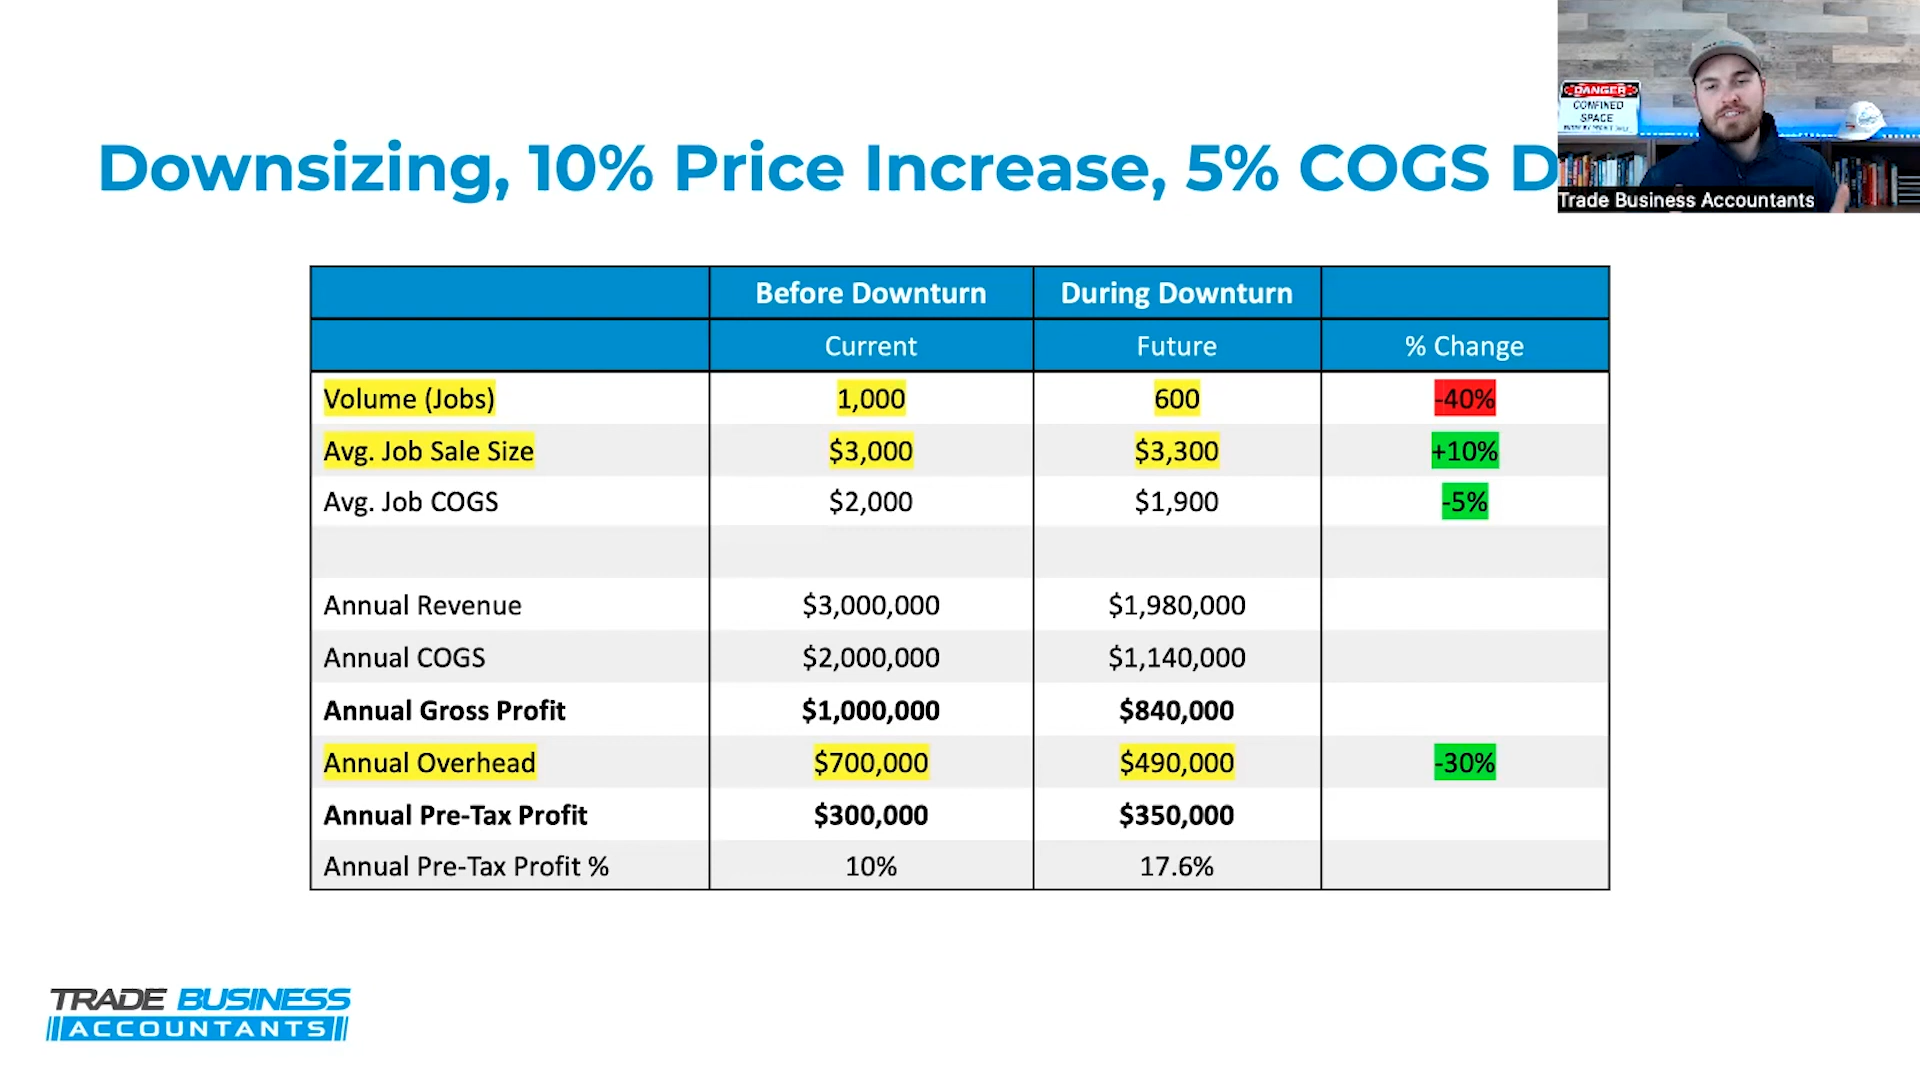 DANGER
CONFINED
SPACE
Downsizing, 10% Price Increase, 5% COGS D
Trade Business Accountants
Before Downturn During Downturn
Current Future % Change
Volume (Jobs) 1,000 600 -40%
Avg. Job Sale Size $3,000 $3,300 +10%
Avg. Job COGS $2,000 $1,900 -5%
Annual Revenue $3,000,000 $1,980,000
Annual COGS $2,000,000 $1,140,000
Annual Gross Profit $1,000,000 $840,000
Annual Overhead $700,000 $490,000 -30%
Annual Pre-Tax Profit $300,000 $350,000
Annual Pre-Tax Profit % 10% 17.6%
TRADE BUSINESS
ACCOUNTANTS